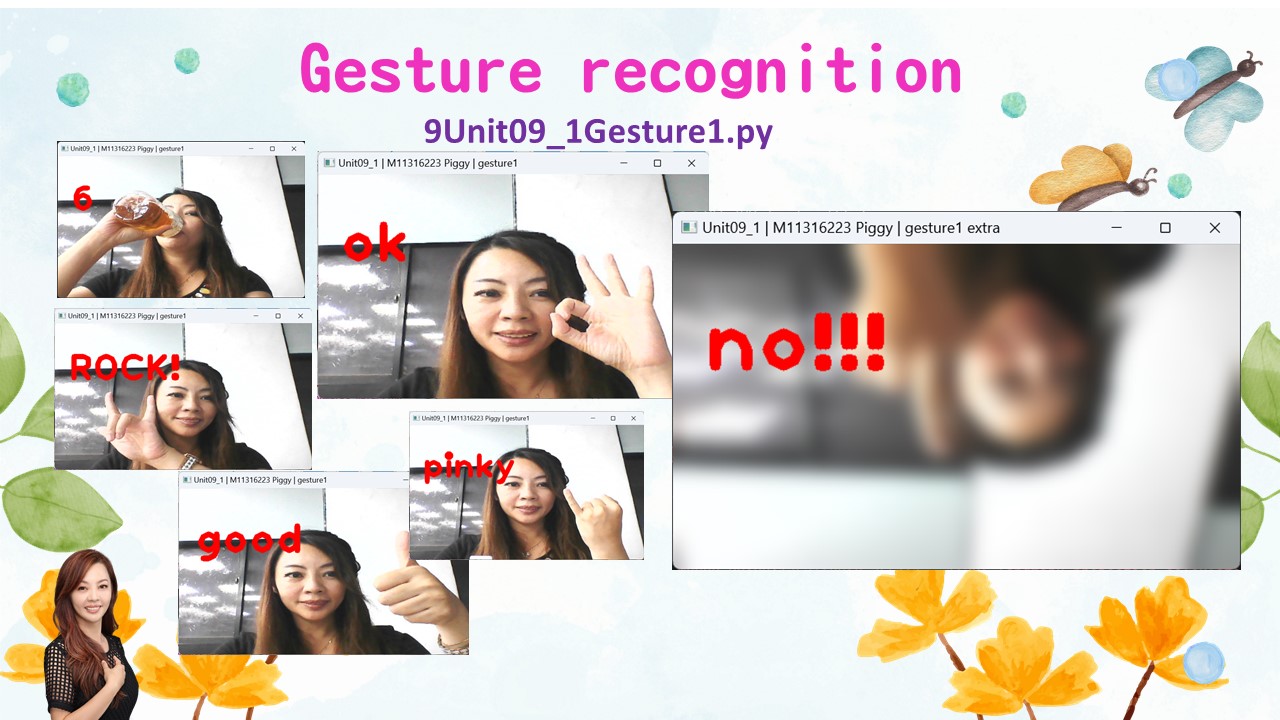 Gesture recognition
9Unit09_1Gesture1.py
Unit09_1 | M11316223 Piggy | gesture1
6
Unit09_1 | M11316223 Piggy | gesture1
ok
Unit09_1 | M11316223 Piggy | gesture1 extra
no!!!
Unit09_1 | M11316223 Piggy | gesture1
ROCK!
Unit09_1 | M11316223 Piggy | gesture1
pinky
Unit09_1 | M11316223 Piggy | gesture1
good